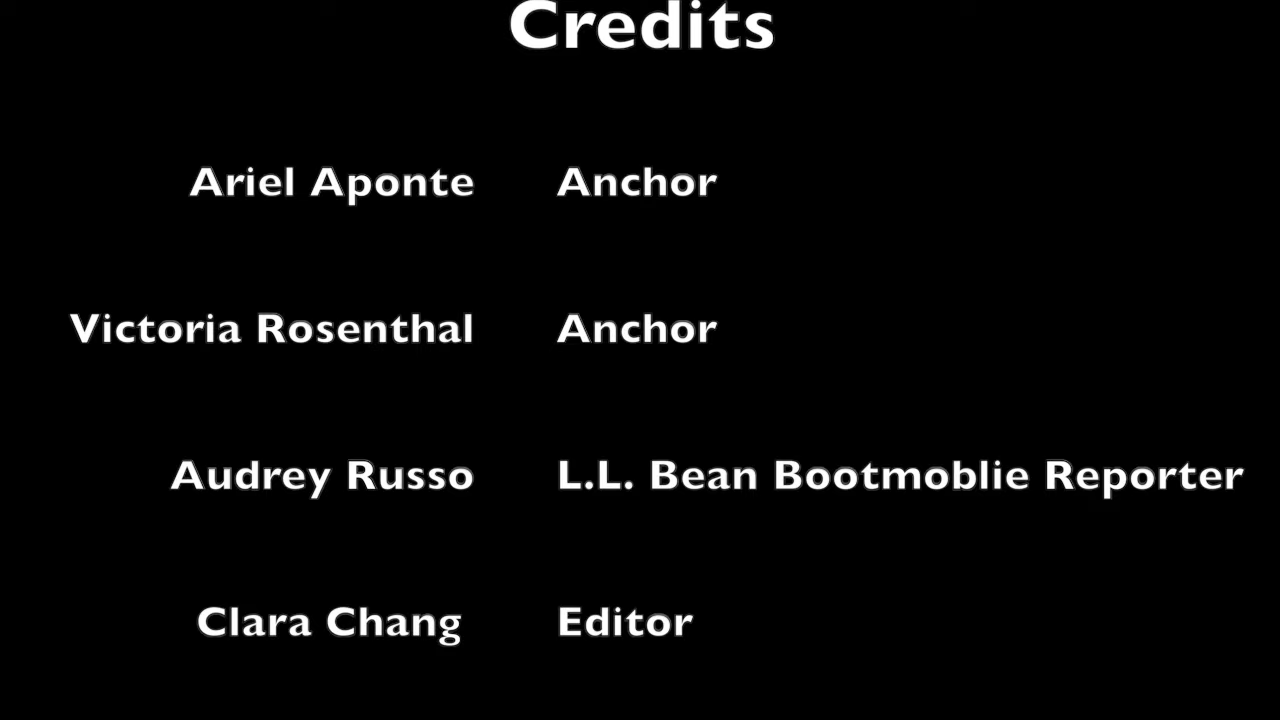 Credits
Ariel Aponte Anchor
Victoria Rosenthal Anchor
Audrey Russo L.L. Bean Bootmoblie Reporter
Clara Chang Editor